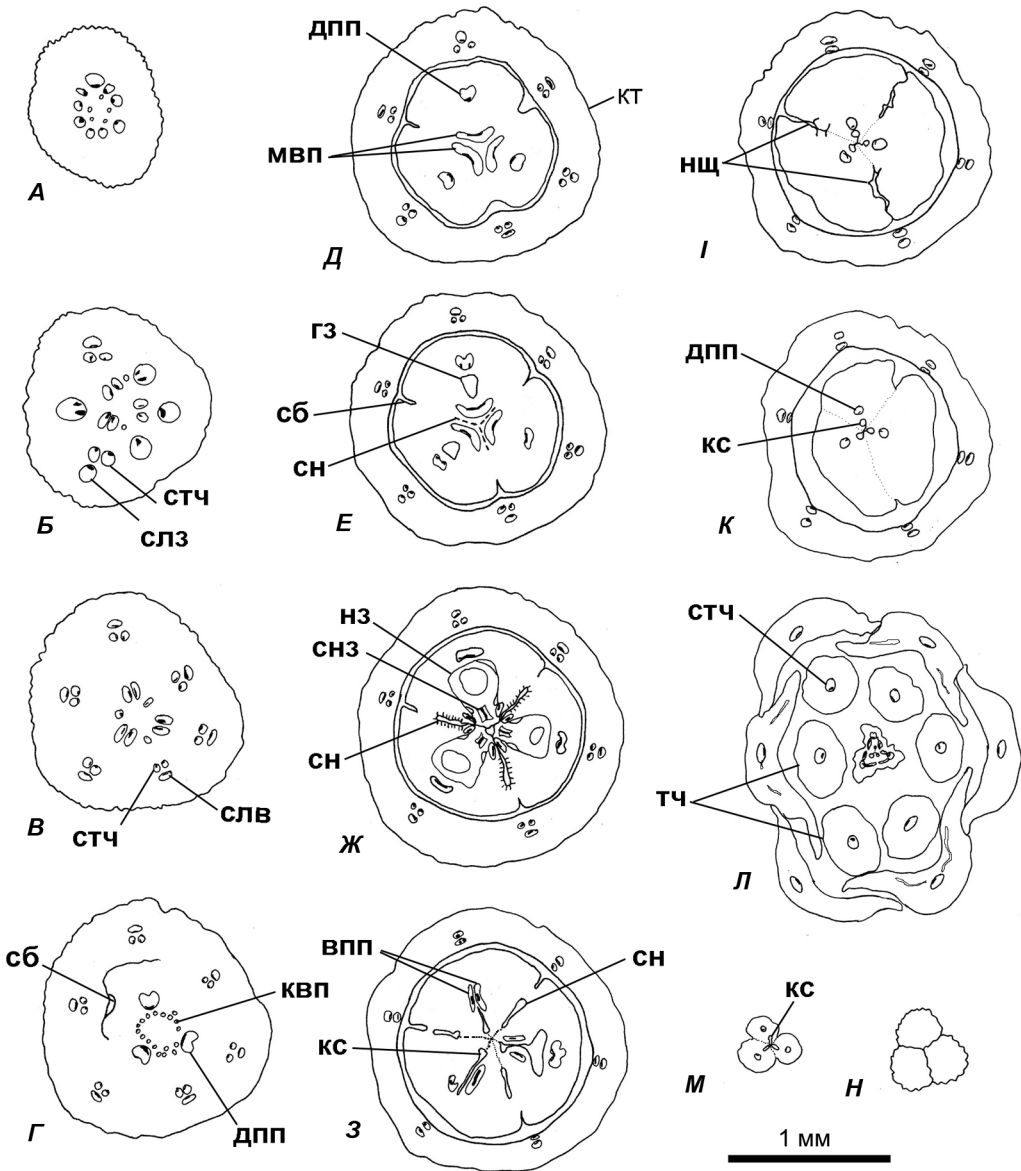 ДПП
КТ
МВП
НЩ
А
Д
І
ГЗ
СБ
СН
ДПП
КС
СТЧ
СЛЗ
Б
Е
К
НЗ
СНЗ
СН
СТЧ
СТЧ
СЛВ
ТЧ
В
Ж
Л
СБ
КВП
ВПП
СН
КС
КС
ДПП
Г
З
М
Н
1 мм